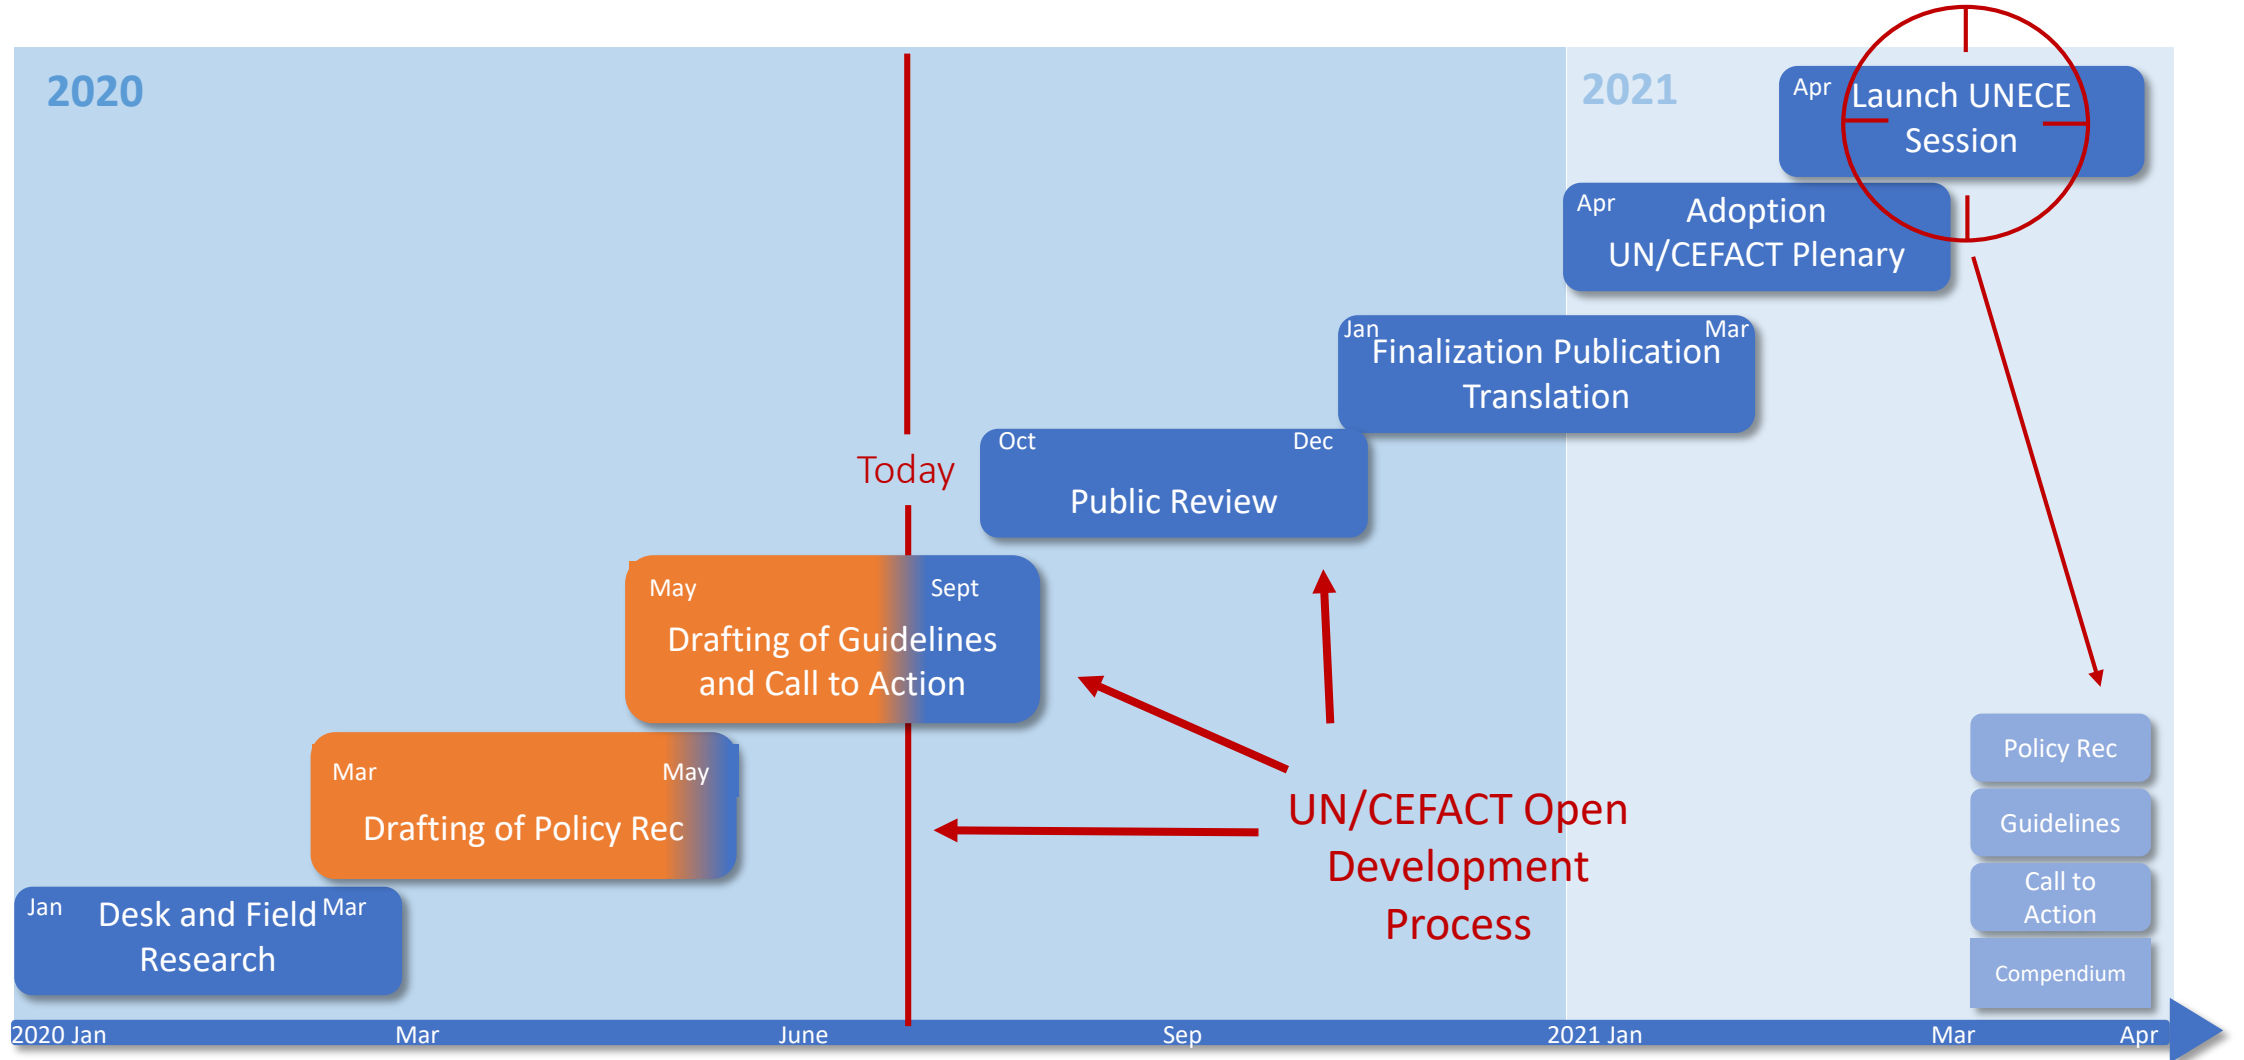 2020
2021
Apr
Launch UNECE
Session
Apr
Adoption
UN/CEFACT Plenary
Jan
Mar
Finalization Publication
Translation
Oct
Dec
Public Review
Today
May
Sept
Drafting of Guidelines
and Call to Action
Mar
May
Drafting of Policy Rec
Jan
Mar
Desk and Field
Research
UN/CEFACT Open
Development
Process
Policy Rec
Guidelines
Call to
Action
Compendium
2020 Jan
Mar
June
Sep
2021 Jan
Mar
Apr